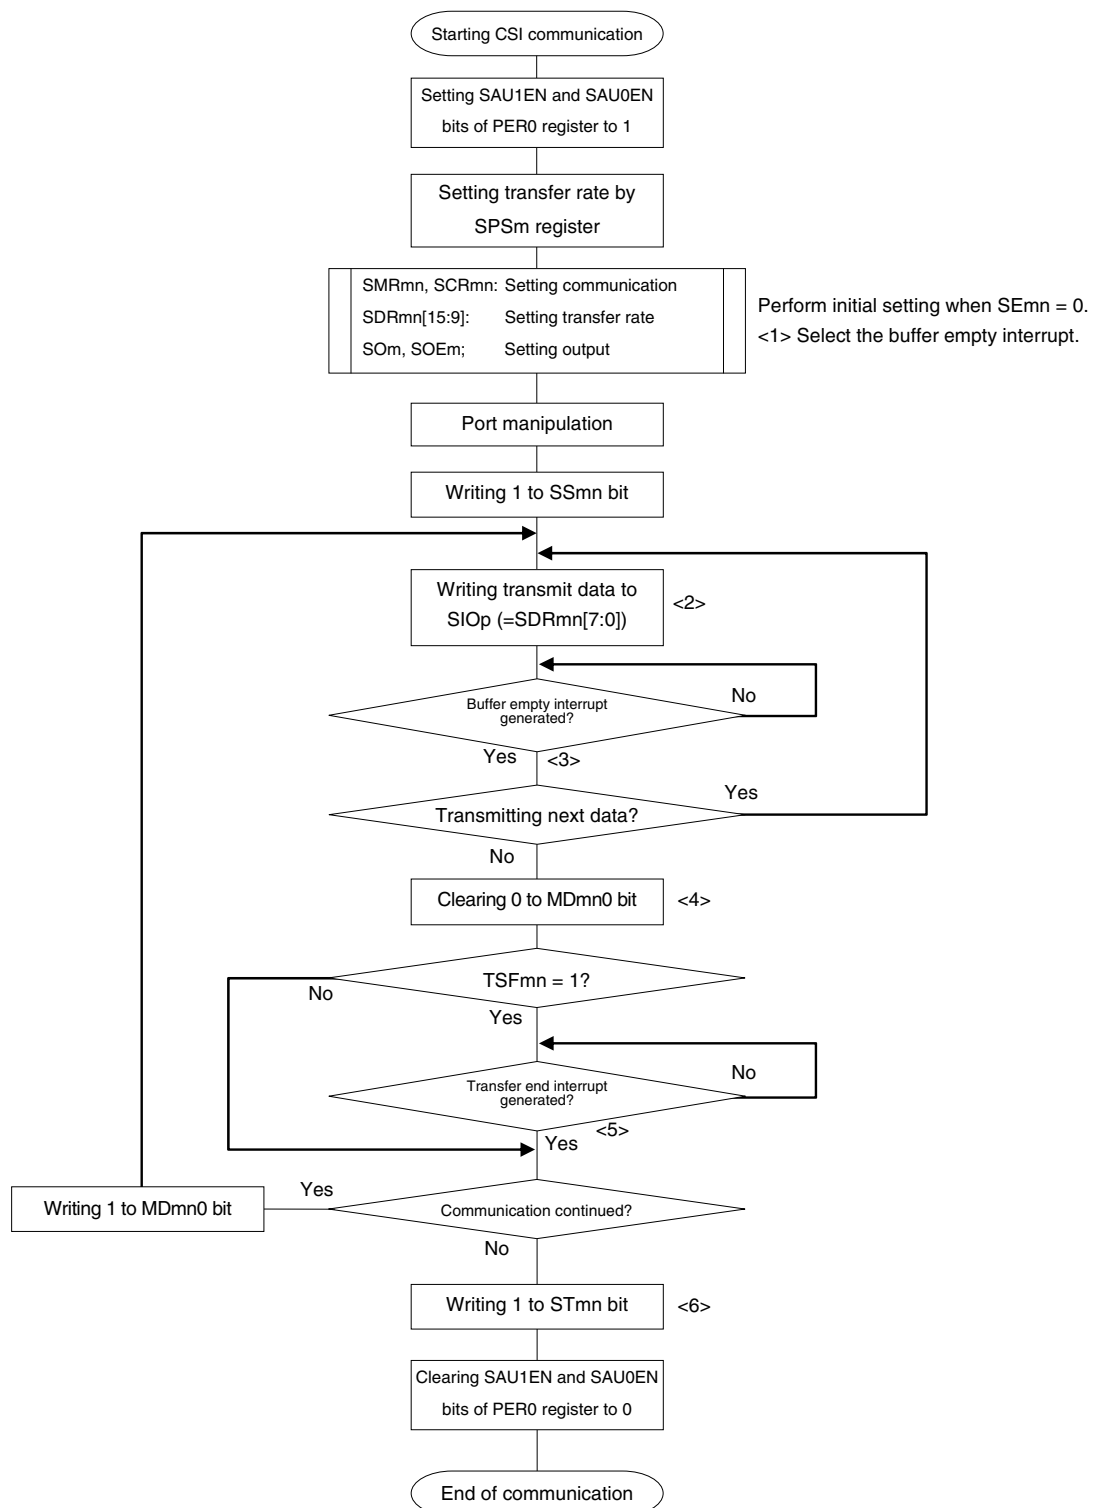 Starting CSI communication
Setting SAU1EN and SAU0EN
bits of PER0 register to 1
Setting transfer rate by
SPSm register
SMRmn, SCRmn: Setting communication
SDRmn[15:9]: Setting transfer rate
SOm, SOEm; Setting output
Perform initial setting when SEmn = 0.
<1> Select the buffer empty interrupt.
Port manipulation
Writing 1 to SSmn bit
Writing transmit data to
SIOp (=SDRmn[7:0])
<2>
Buffer empty interrupt
generated?
No
Yes
<3>
Transmitting next data?
Yes
No
Clearing 0 to MDmn0 bit
<4>
TSFmn = 1?
No
Yes
Transfer end interrupt
generated?
No
<5>
Yes
Communication continued?
Yes
Writing 1 to MDmn0 bit
No
Writing 1 to STmn bit
<6>
Clearing SAU1EN and SAU0EN
bits of PER0 register to 0
End of communication